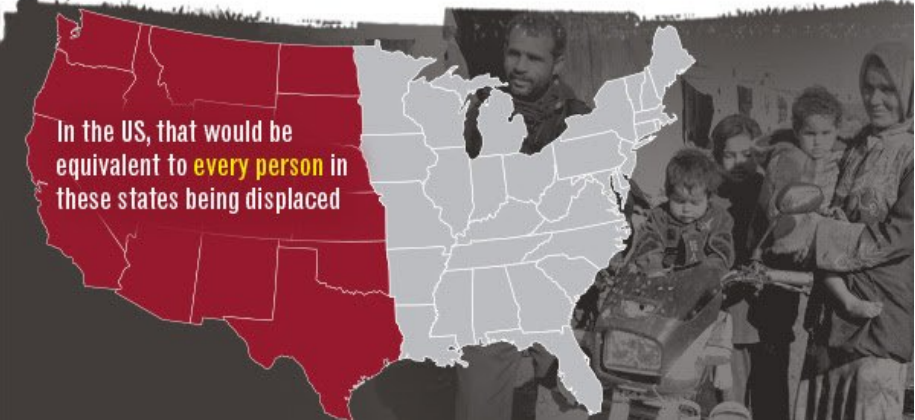 In the US, that would be
equivalent to every person in
these states being displaced